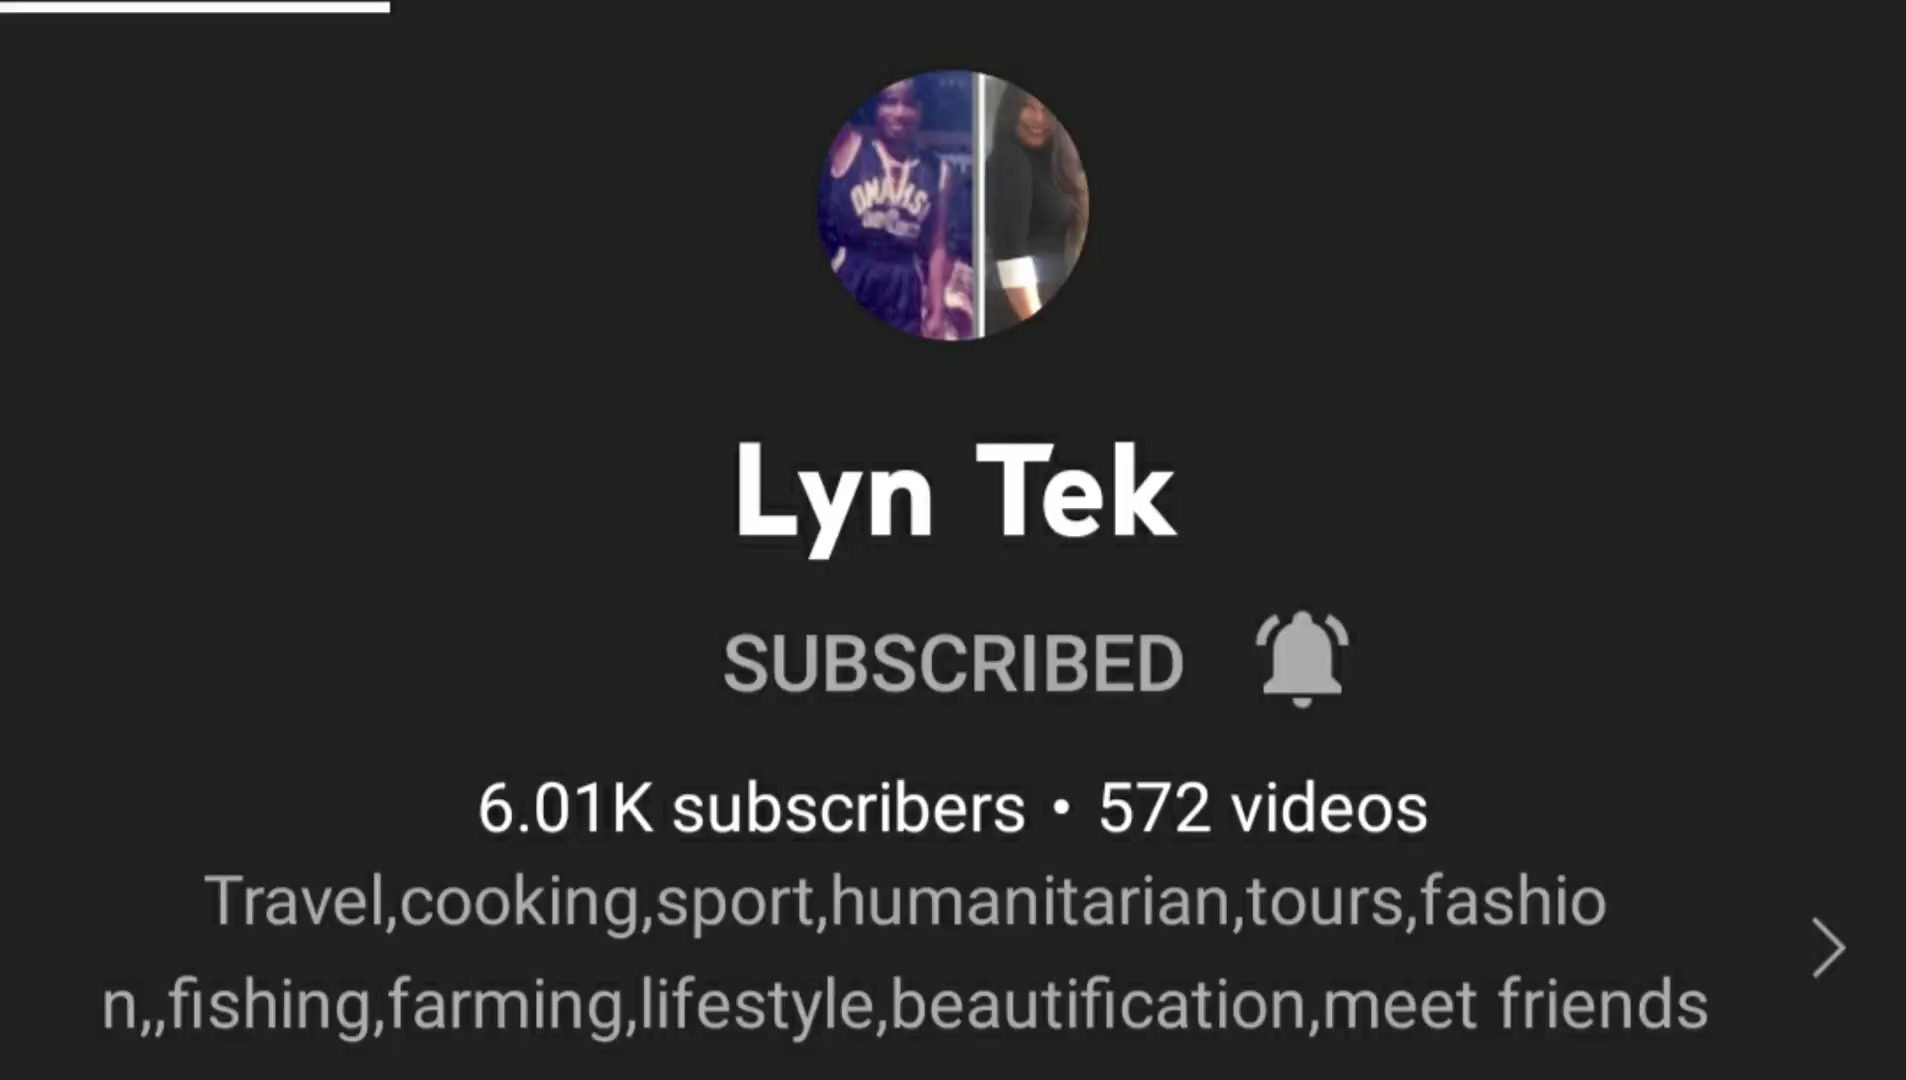 Lyn Tek
SUBSCRIBED
6.01K subscribers • 572 videos
Travel,cooking,sport,humanitarian,tours,fashio
n,,fishing,farming,lifestyle,beautification,meet friends